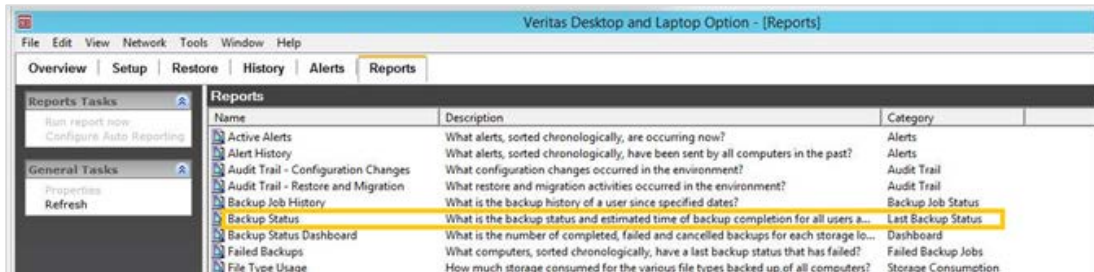 Veritas Desktop and Laptop Option - [Reports]
File Edit View Network Tools Window Help
Overview Setup Restore History Alerts Reports
Reports Tasks
Run report now
Configure Auto Reporting
General Tasks
Properties
Refresh
Reports
Name Description Category
Active Alerts What alerts, sorted chronologically, are occurring now? Alerts
Alert History What alerts, sorted chronologically, have been sent by all computers in the past? Alerts
Audit Trail - Configuration Changes What configuration changes occurred in the environment? Audit Trail
Audit Trail - Restore and Migration What restore and migration activities occurred in the environment? Audit Trail
Backup Job History What is the backup history of a user since specified dates? Backup Job Status
Backup Status What is the backup status and estimated time of backup completion for all users a... Last Backup Status
Backup Status Dashboard What is the number of completed, failed and cancelled backups for each storage lo... Dashboard
Failed Backups What computers, sorted chronologically, have a last backup status that has failed? Failed Backup Jobs
File Type Usage How much storage consumed for the various file types backed up,of all computers? Storage Consumption